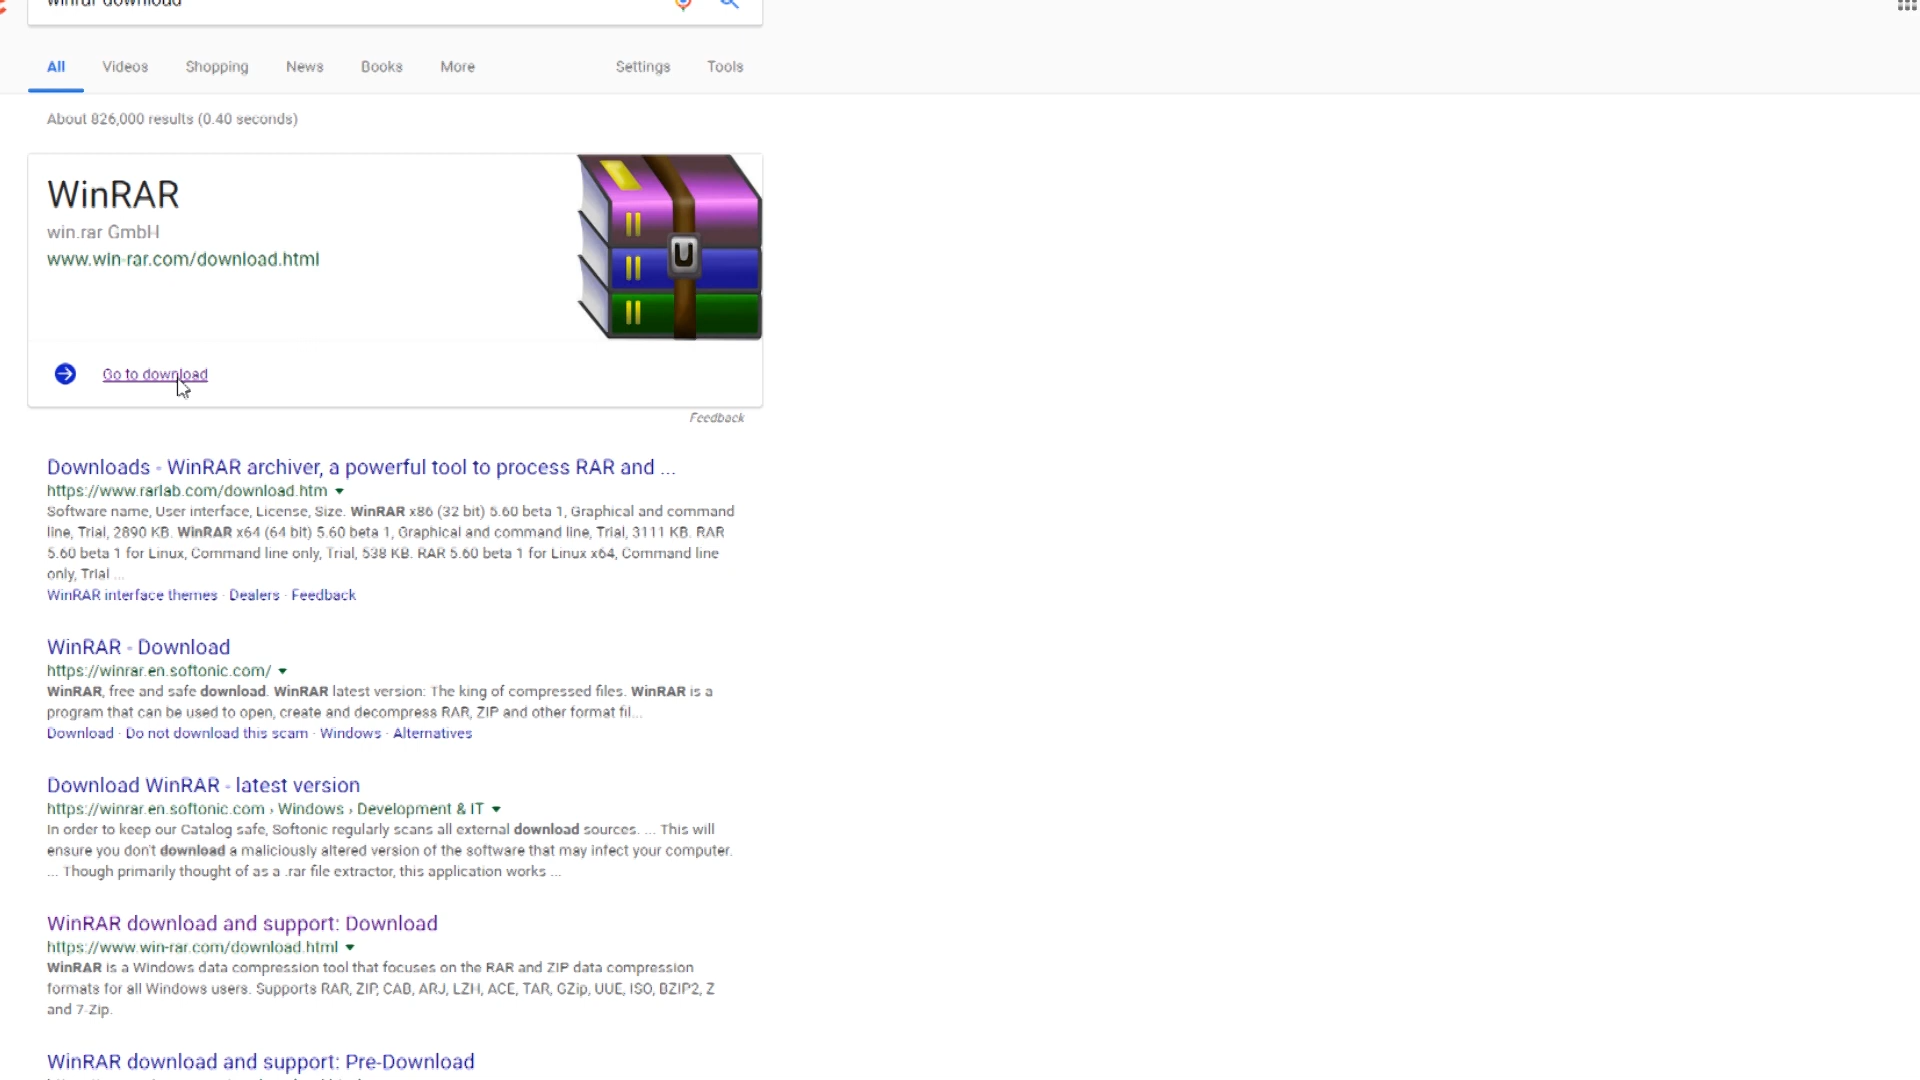 winrar download
All Videos Shopping News Books More Settings Tools
About 826,000 results (0.40 seconds)
WinRAR
win.rar GmbH
www.win-rar.com/download.html
Go to download
Feedback
Downloads - WinRAR archiver, a powerful tool to process RAR and ...
https://www.rarlab.com/download.htm
Software name, User interface, License, Size. WinRAR x86 (32 bit) 5.60 beta 1, Graphical and command
line, Trial, 2890 KB. WinRAR x64 (64 bit) 5.60 beta 1, Graphical and command line, Trial, 3111 KB. RAR
5.60 beta 1 for Linux, Command line only, Trial, 538 KB. RAR 5.60 beta 1 for Linux x64, Command line
only, Trial ...
WinRAR interface themes · Dealers · Feedback
WinRAR - Download
https://winrar.en.softonic.com/
WinRAR, free and safe download. WinRAR latest version: The king of compressed files. WinRAR is a
program that can be used to open, create and decompress RAR, ZIP and other format fil...
Download · Do not download this scam · Windows · Alternatives
Download WinRAR - latest version
https://winrar.en.softonic.com › Windows › Development & IT
In order to keep our Catalog safe, Softonic regularly scans all external download sources. ... This will
ensure you don't download a maliciously altered version of the software that may infect your computer.
... Though primarily thought of as a .rar file extractor, this application works ...
WinRAR download and support: Download
https://www.win-rar.com/download.html
WinRAR is a Windows data compression tool that focuses on the RAR and ZIP data compression
formats for all Windows users. Supports RAR, ZIP, CAB, ARJ, LZH, ACE, TAR, GZip, UUE, ISO, BZIP2, Z
and 7-Zip.
WinRAR download and support: Pre-Download